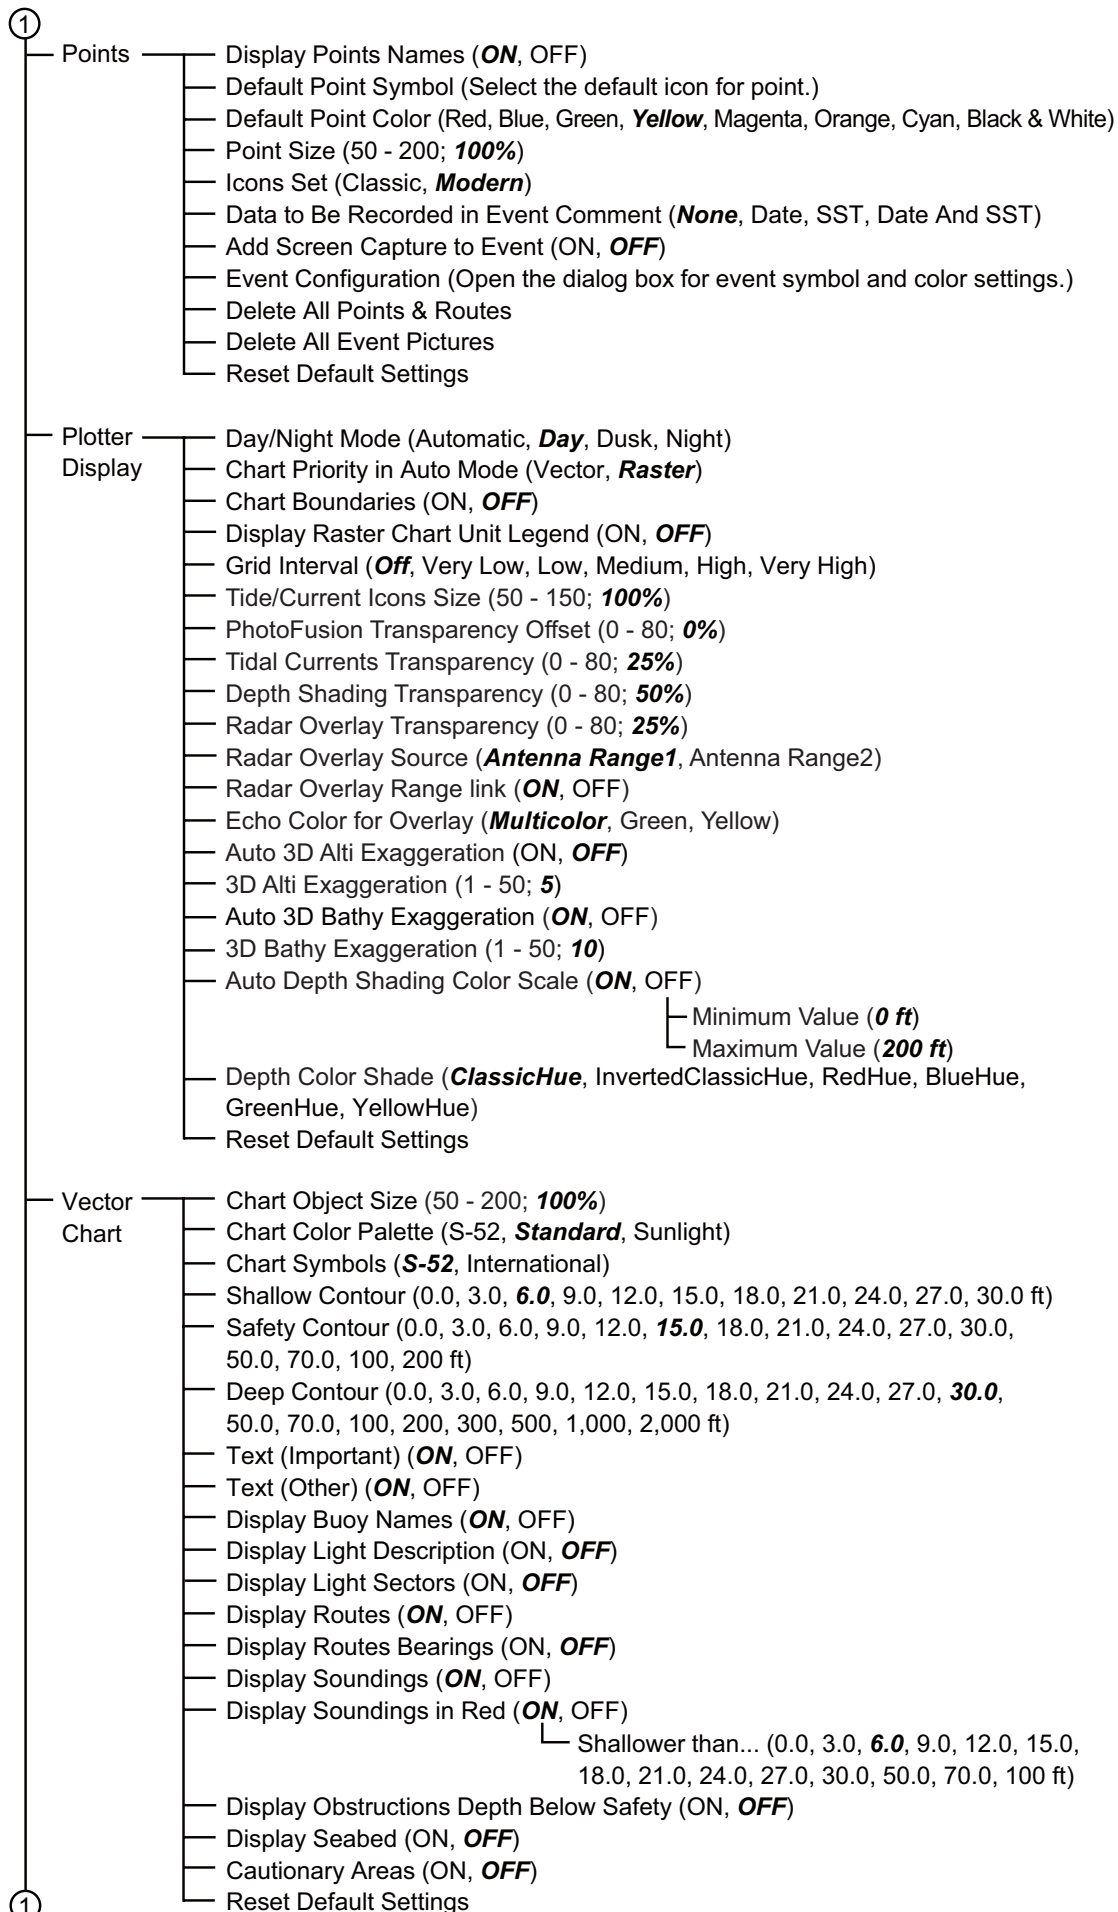 1
Points
Display Points Names (ON, OFF)
Default Point Symbol (Select the default icon for point.)
Default Point Color (Red, Blue, Green, Yellow, Magenta, Orange, Cyan, Black & White)
Point Size (50 - 200; 100%)
Icons Set (Classic, Modern)
Data to Be Recorded in Event Comment (None, Date, SST, Date And SST)
Add Screen Capture to Event (ON, OFF)
Event Configuration (Open the dialog box for event symbol and color settings.)
Delete All Points & Routes
Delete All Event Pictures
Reset Default Settings
Plotter
Display
Day/Night Mode (Automatic, Day, Dusk, Night)
Chart Priority in Auto Mode (Vector, Raster)
Chart Boundaries (ON, OFF)
Display Raster Chart Unit Legend (ON, OFF)
Grid Interval (Off, Very Low, Low, Medium, High, Very High)
Tide/Current Icons Size (50 - 150; 100%)
PhotoFusion Transparency Offset (0 - 80; 0%)
Tidal Currents Transparency (0 - 80; 25%)
Depth Shading Transparency (0 - 80; 50%)
Radar Overlay Transparency (0 - 80; 25%)
Radar Overlay Source (Antenna Range1, Antenna Range2)
Radar Overlay Range link (ON, OFF)
Echo Color for Overlay (Multicolor, Green, Yellow)
Auto 3D Alti Exaggeration (ON, OFF)
3D Alti Exaggeration (1 - 50; 5)
Auto 3D Bathy Exaggeration (ON, OFF)
3D Bathy Exaggeration (1 - 50; 10)
Auto Depth Shading Color Scale (ON, OFF)
Minimum Value (0 ft)
Maximum Value (200 ft)
Depth Color Shade (ClassicHue, InvertedClassicHue, RedHue, BlueHue,
GreenHue, YellowHue)
Reset Default Settings
Vector
Chart
Chart Object Size (50 - 200; 100%)
Chart Color Palette (S-52, Standard, Sunlight)
Chart Symbols (S-52, International)
Shallow Contour (0.0, 3.0, 6.0, 9.0, 12.0, 15.0, 18.0, 21.0, 24.0, 27.0, 30.0 ft)
Safety Contour (0.0, 3.0, 6.0, 9.0, 12.0, 15.0, 18.0, 21.0, 24.0, 27.0, 30.0,
50.0, 70.0, 100, 200 ft)
Deep Contour (0.0, 3.0, 6.0, 9.0, 12.0, 15.0, 18.0, 21.0, 24.0, 27.0, 30.0,
50.0, 70.0, 100, 200, 300, 500, 1,000, 2,000 ft)
Text (Important) (ON, OFF)
Text (Other) (ON, OFF)
Display Buoy Names (ON, OFF)
Display Light Description (ON, OFF)
Display Light Sectors (ON, OFF)
Display Routes (ON, OFF)
Display Routes Bearings (ON, OFF)
Display Soundings (ON, OFF)
Display Soundings in Red (ON, OFF)
Shallower than... (0.0, 3.0, 6.0, 9.0, 12.0, 15.0,
18.0, 21.0, 24.0, 27.0, 30.0, 50.0, 70.0, 100 ft)
Display Obstructions Depth Below Safety (ON, OFF)
Display Seabed (ON, OFF)
Cautionary Areas (ON, OFF)
Reset Default Settings
1